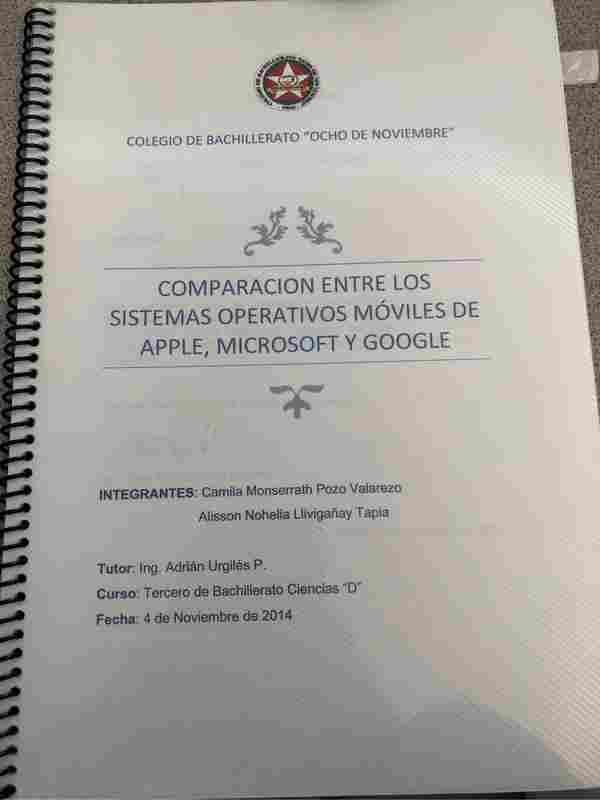 COLEGIO DE BACHILLERATO "OCHO DE NOVIEMBRE"
COMPARACION ENTRE LOS
SISTEMAS OPERATIVOS MÓVILES DE
APPLE, MICROSOFT Y GOOGLE
INTEGRANTES: Camila Monserrath Pozo Valarezo
Alisson Nohelia Llivigañay Tapia
Tutor: Ing. Adrián Urgilés P.
Curso: Tercero de Bachillerato Ciencias "D"
Fecha: 4 de Noviembre de 2014